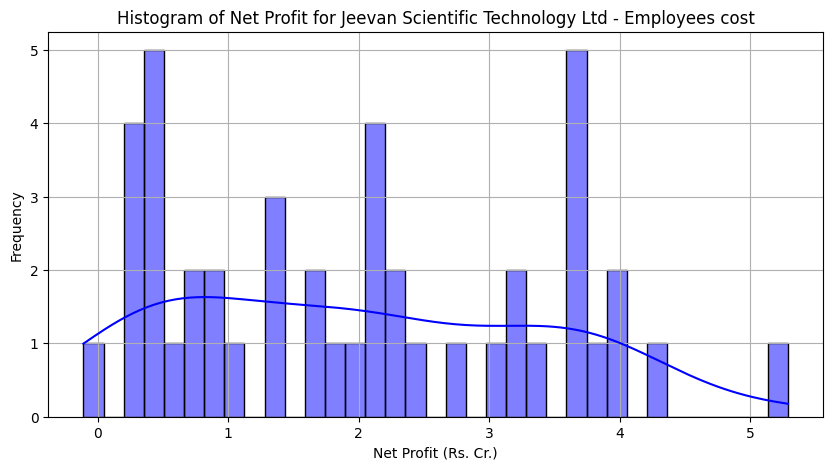 Histogram of Net Profit for Jeevan Scientific Technology Ltd - Employees cost
Frequency
5
4
3
2
1
0
0 1 2 3 4 5
Net Profit (Rs. Cr.)